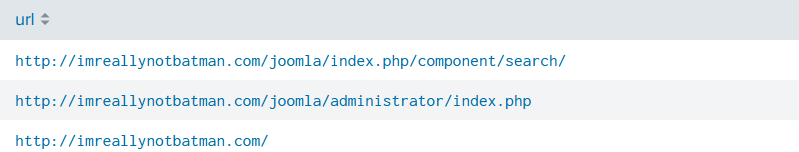 url
http://imreallynotbatman.com/joomla/index.php/component/search/
http://imreallynotbatman.com/joomla/administrator/index.php
http://imreallynotbatman.com/